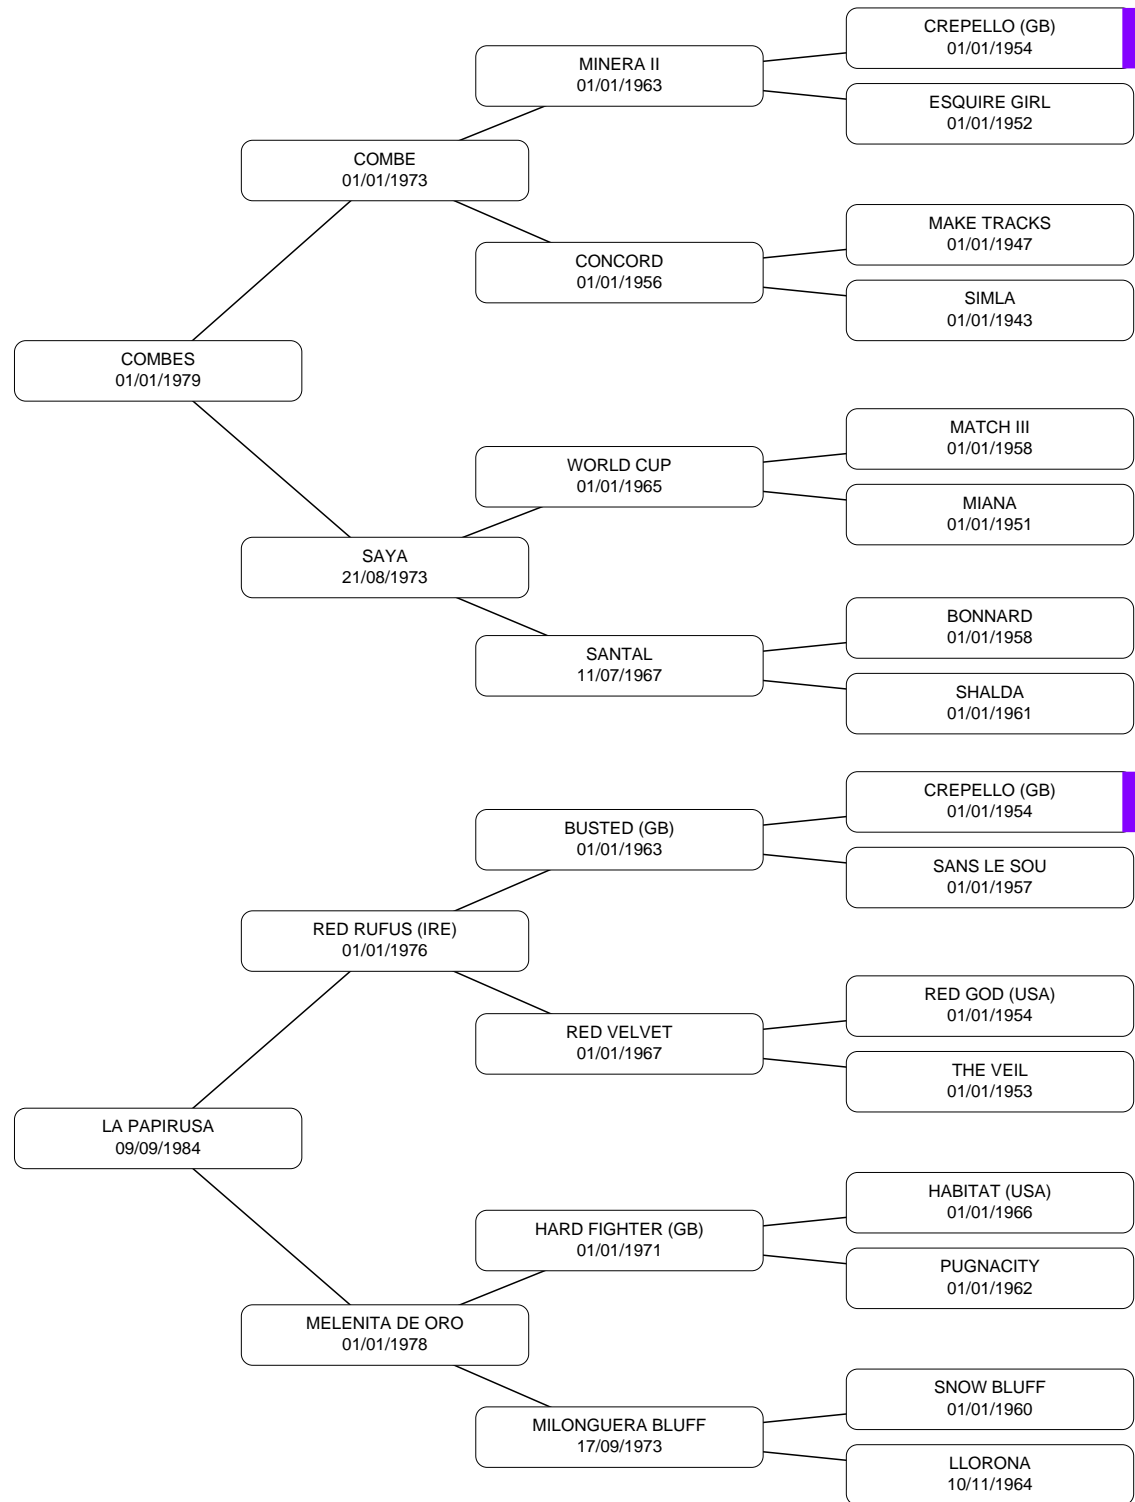 CREPELLO (GB)
01/01/1954
MINERA II
01/01/1963
ESQUIRE GIRL
01/01/1952
COMBE
01/01/1973
MAKE TRACKS
01/01/1947
CONCORD
01/01/1956
SIMLA
01/01/1943
COMBES
01/01/1979
MATCH III
01/01/1958
WORLD CUP
01/01/1965
MIANA
01/01/1951
SAYA
21/08/1973
BONNARD
01/01/1958
SANTAL
11/07/1967
SHALDA
01/01/1961
CREPELLO (GB)
01/01/1954
BUSTED (GB)
01/01/1963
SANS LE SOU
01/01/1957
RED RUFUS (IRE)
01/01/1976
RED GOD (USA)
01/01/1954
RED VELVET
01/01/1967
THE VEIL
01/01/1953
LA PAPIRUSA
09/09/1984
HABITAT (USA)
01/01/1966
HARD FIGHTER (GB)
01/01/1971
PUGNACITY
01/01/1962
MELENITA DE ORO
01/01/1978
SNOW BLUFF
01/01/1960
MILONGUERA BLUFF
17/09/1973
LLORONA
10/11/1964